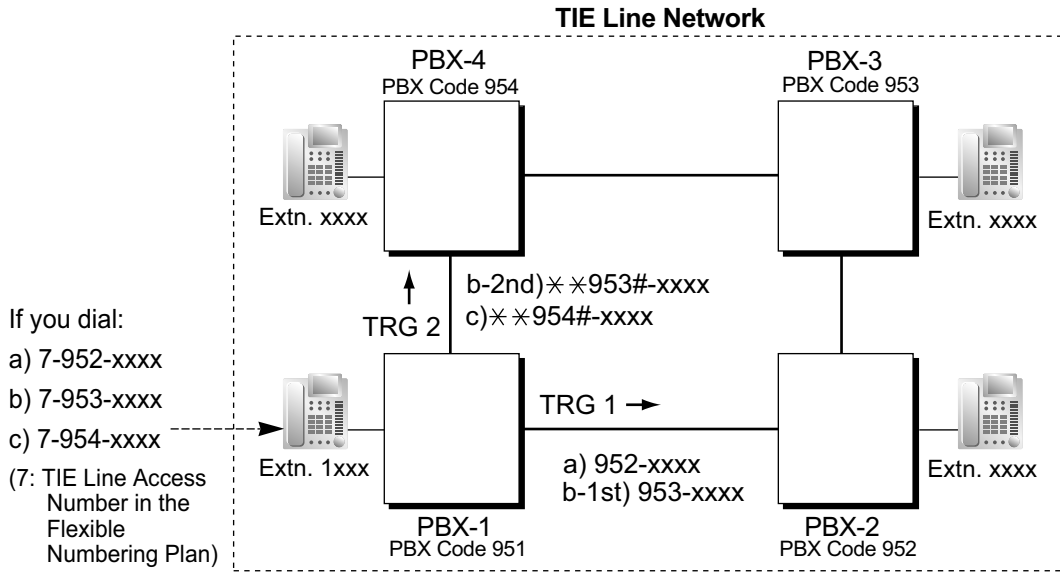 TIE Line Network
PBX-4
PBX Code 954
PBX-3
PBX Code 953
Extn. xxxx
Extn. xxxx
b-2nd)✳✳953#-xxxx
c)✳✳954#-xxxx
TRG 2
If you dial:
a) 7-952-xxxx
b) 7-953-xxxx
c) 7-954-xxxx
(7: TIE Line Access
Number in the
Flexible
Numbering Plan)
TRG 1
Extn. 1xxx
Extn. xxxx
a) 952-xxxx
b-1st) 953-xxxx
PBX-1
PBX Code 951
PBX-2
PBX Code 952